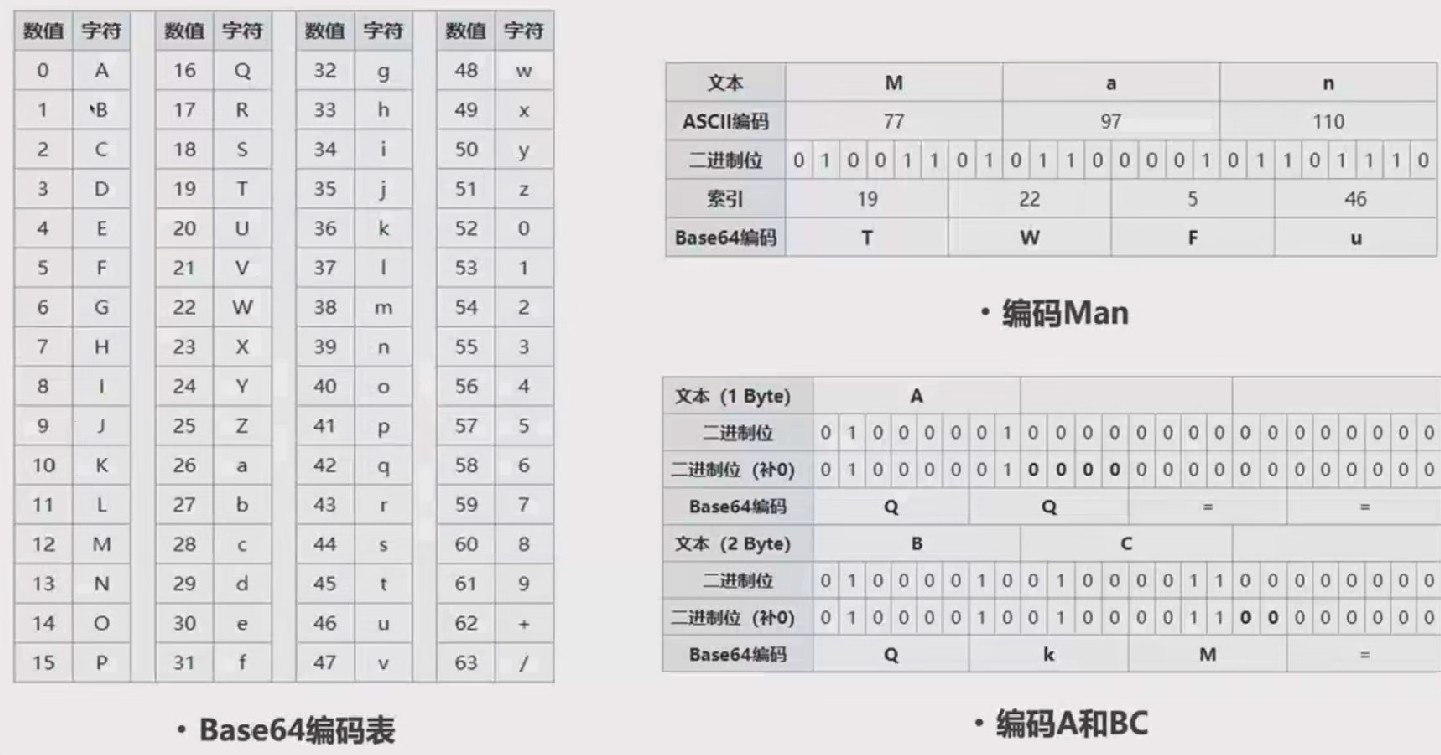 数值 字符 数值 字符 数值 字符 数值 字符
0 A 16 Q 32 g 48 w
1 B 17 R 33 h 49 x
2 C 18 S 34 i 50 y
3 D 19 T 35 j 51 z
4 E 20 U 36 k 52 0
5 F 21 V 37 l 53 1
6 G 22 W 38 m 54 2
7 H 23 X 39 n 55 3
8 I 24 Y 40 o 56 4
9 J 25 Z 41 p 57 5
10 K 26 a 42 q 58 6
11 L 27 b 43 r 59 7
12 M 28 c 44 s 60 8
13 N 29 d 45 t 61 9
14 O 30 e 46 u 62 +
15 P 31 f 47 v 63 /
• Base64编码表
文本 M a n
ASCII编码 77 97 110
二进制位 0 1 0 0 1 1 0 1 0 1 1 0 0 0 0 1 0 1 1 0 1 1 1 0
索引 19 22 5 46
Base64编码 T W F u
• 编码Man
文本 (1 Byte) A
二进制位 0 1 0 0 0 0 0 1 0 0 0 0 0 0 0 0 0 0 0 0 0 0 0 0
二进制位 (补0) 0 1 0 0 0 0 0 1 0 0 0 0 0 0 0 0 0 0 0 0 0 0 0 0
Base64编码 Q Q = =
文本 (2 Byte) B C
二进制位 0 1 0 0 0 0 1 0 0 1 0 0 0 0 1 1 0 0 0 0 0 0 0 0
二进制位 (补0) 0 1 0 0 0 0 1 0 0 1 0 0 0 0 1 1 0 0 0 0 0 0 0 0
Base64编码 Q k M =
• 编码A和BC